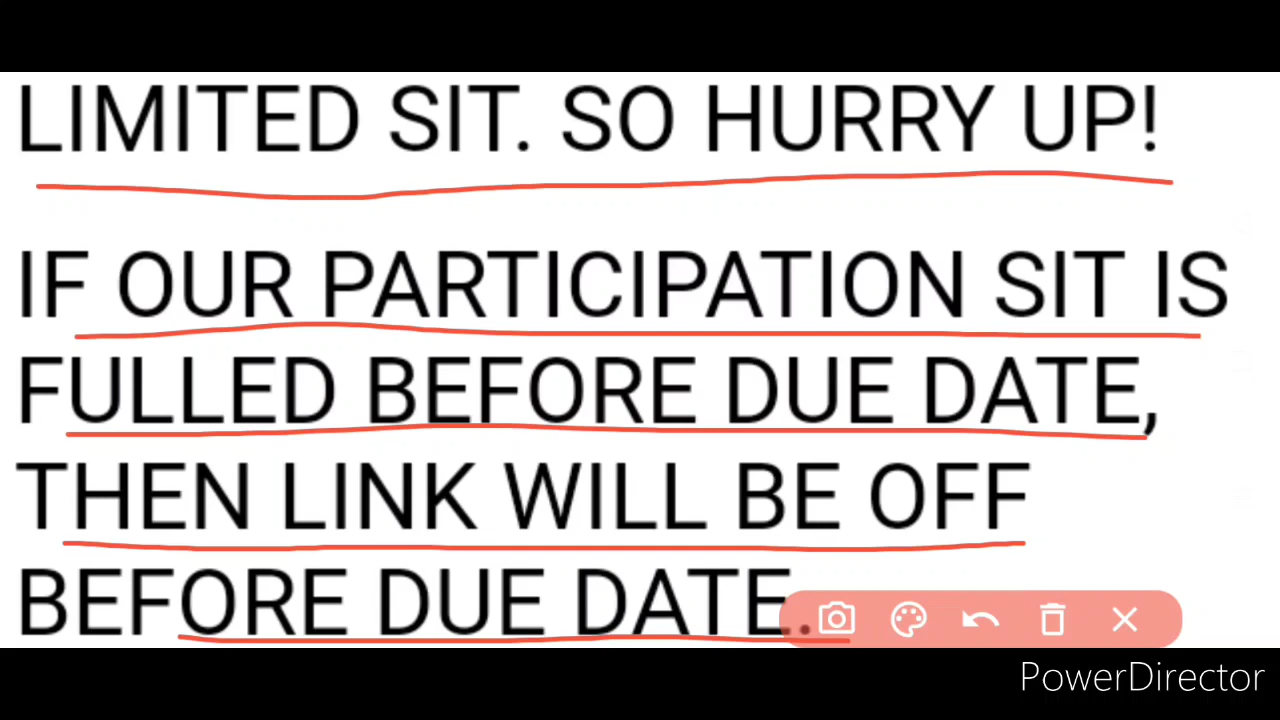 LIMITED SIT. SO HURRY UP!
IF OUR PARTICIPATION SIT IS
FULLED BEFORE DUE DATE,
THEN LINK WILL BE OFF
BEFORE DUE DATE.
PowerDirector